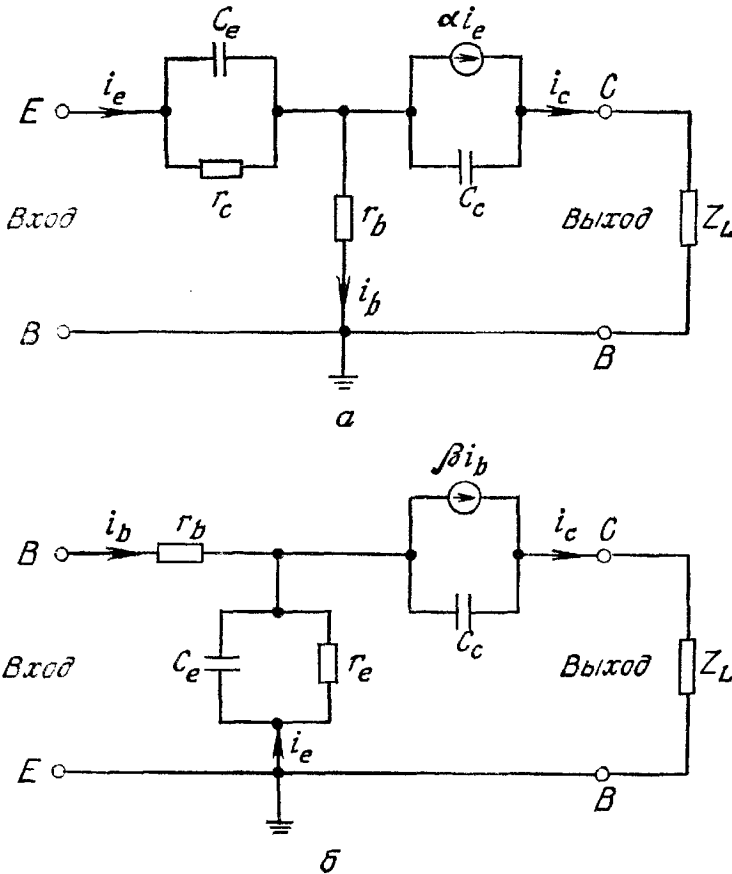 C_e
αi_e
E
i_e
i_c
C
r_c
C_c
Вход
r_b
Выход
Z_L
i_b
B
B
а
βi_b
B
i_b
r_b
i_c
C
C_c
Вход
C_e
r_e
Выход
Z_L
i_e
E
B
б